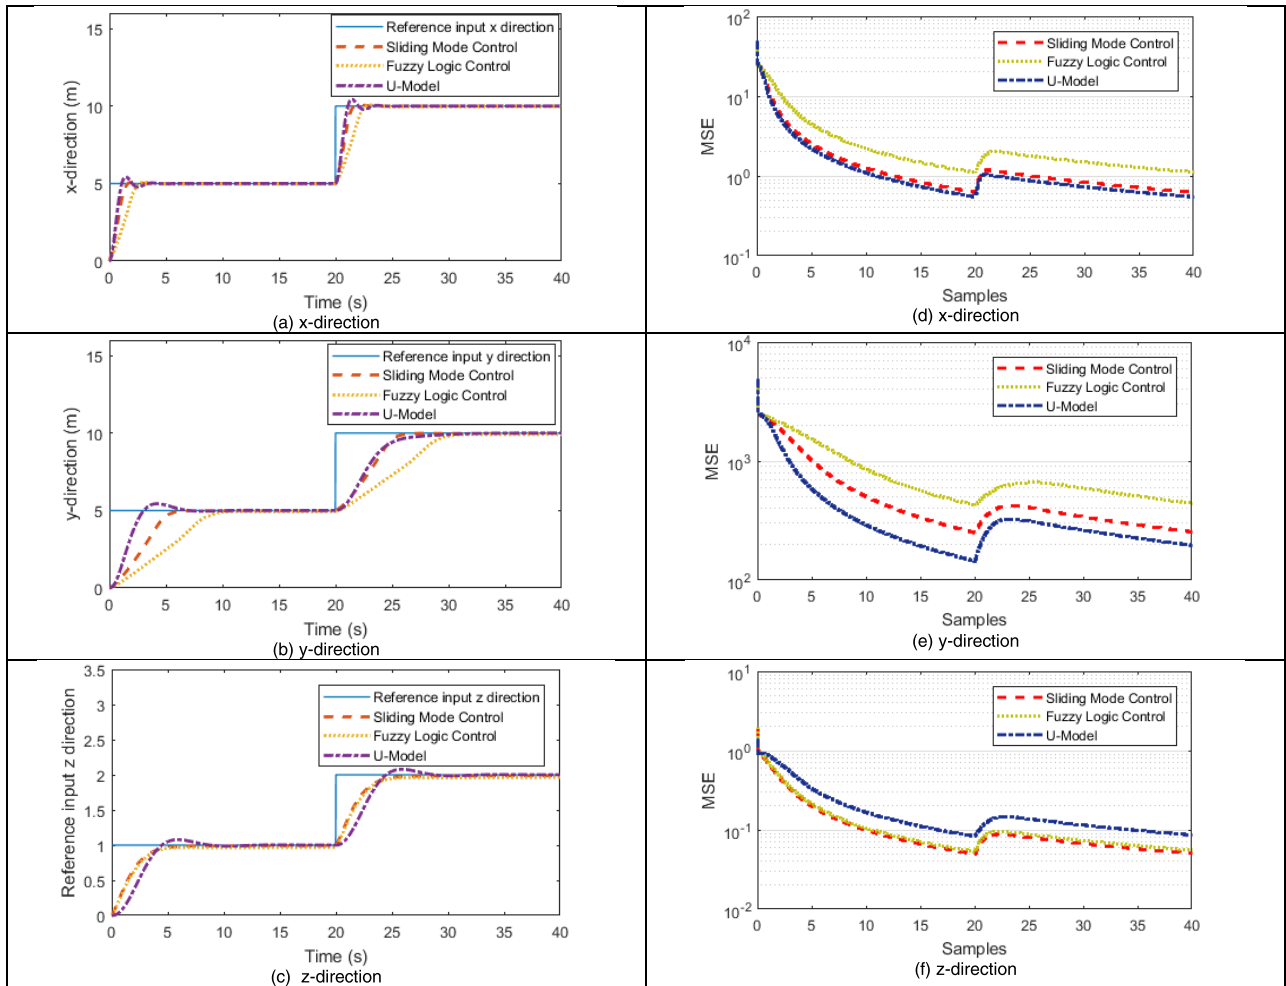 16
10
5
0
x-direction (m)
Reference input x direction
Sliding Mode Control
Fuzzy Logic Control
U-Model
0 5 10 15 20 25 30 35 40
Time (s)
(a) x-direction
10^2
10^1
10^0
10^-1
MSE
Sliding Mode Control
Fuzzy Logic Control
U-Model
0 5 10 15 20 25 30 35 40
Samples
(d) x-direction
15
10
5
0
y-direction (m)
Reference input y direction
Sliding Mode Control
Fuzzy Logic Control
U-Model
0 5 10 15 20 25 30 35 40
Time (s)
(b) y-direction
10^4
10^3
10^2
MSE
Sliding Mode Control
Fuzzy Logic Control
U-Model
0 5 10 15 20 25 30 35 40
Samples
(e) y-direction
3.5
3
2.5
2
1.5
1
0.5
0
Reference input z direction
Reference input z direction
Sliding Mode Control
Fuzzy Logic Control
U-Model
0 5 10 15 20 25 30 35 40
Time (s)
(c) z-direction
10^1
10^0
10^-1
10^-2
MSE
Sliding Mode Control
Fuzzy Logic Control
U-Model
0 5 10 15 20 25 30 35 40
Samples
(f) z-direction